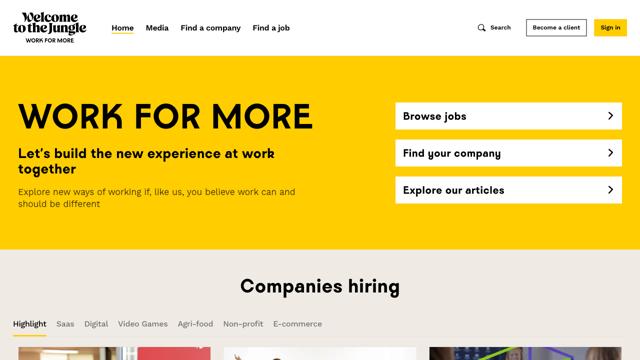 Welcome
to the Jungle
WORK FOR MORE
Home
Media
Find a company
Find a job
Search
Become a client
Sign in
WORK FOR MORE
Let's build the new experience at work
together
Explore new ways of working if, like us, you believe work can and
should be different
Browse jobs
Find your company
Explore our articles
Companies hiring
Highlight
Saas
Digital
Video Games
Agri-food
Non-profit
E-commerce